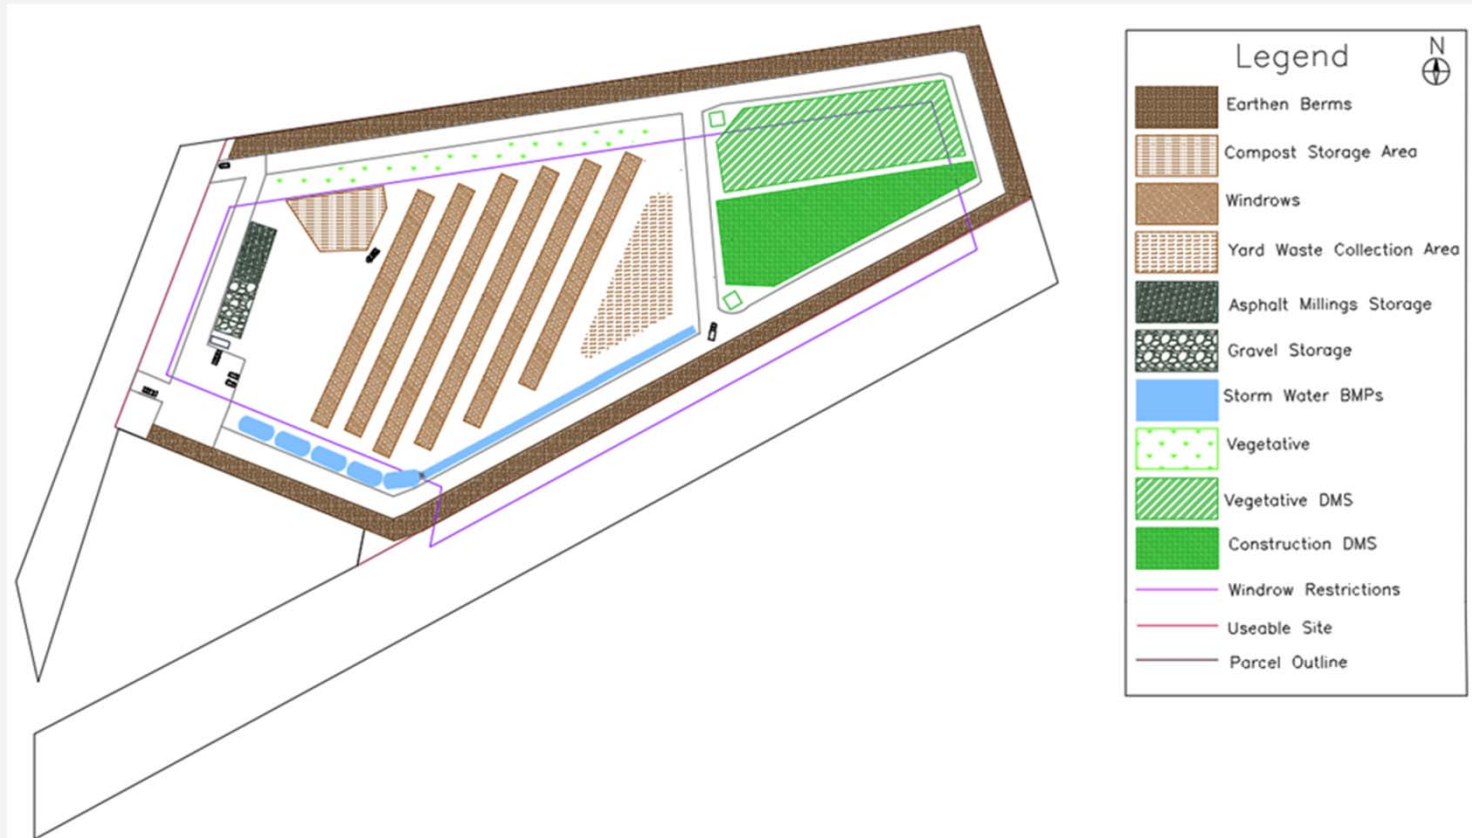 Legend
N
Earthen Berms
Compost Storage Area
Windrows
Yard Waste Collection Area
Asphalt Millings Storage
Gravel Storage
Storm Water BMPs
Vegetative
Vegetative DMS
Construction DMS
Windrow Restrictions
Useable Site
Parcel Outline